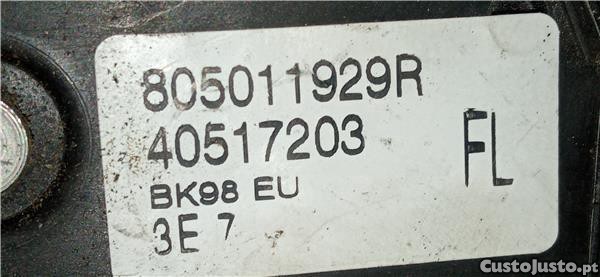 805011929R
40517203
FL
BK98 EU
3E 7
CustoJusto.pt